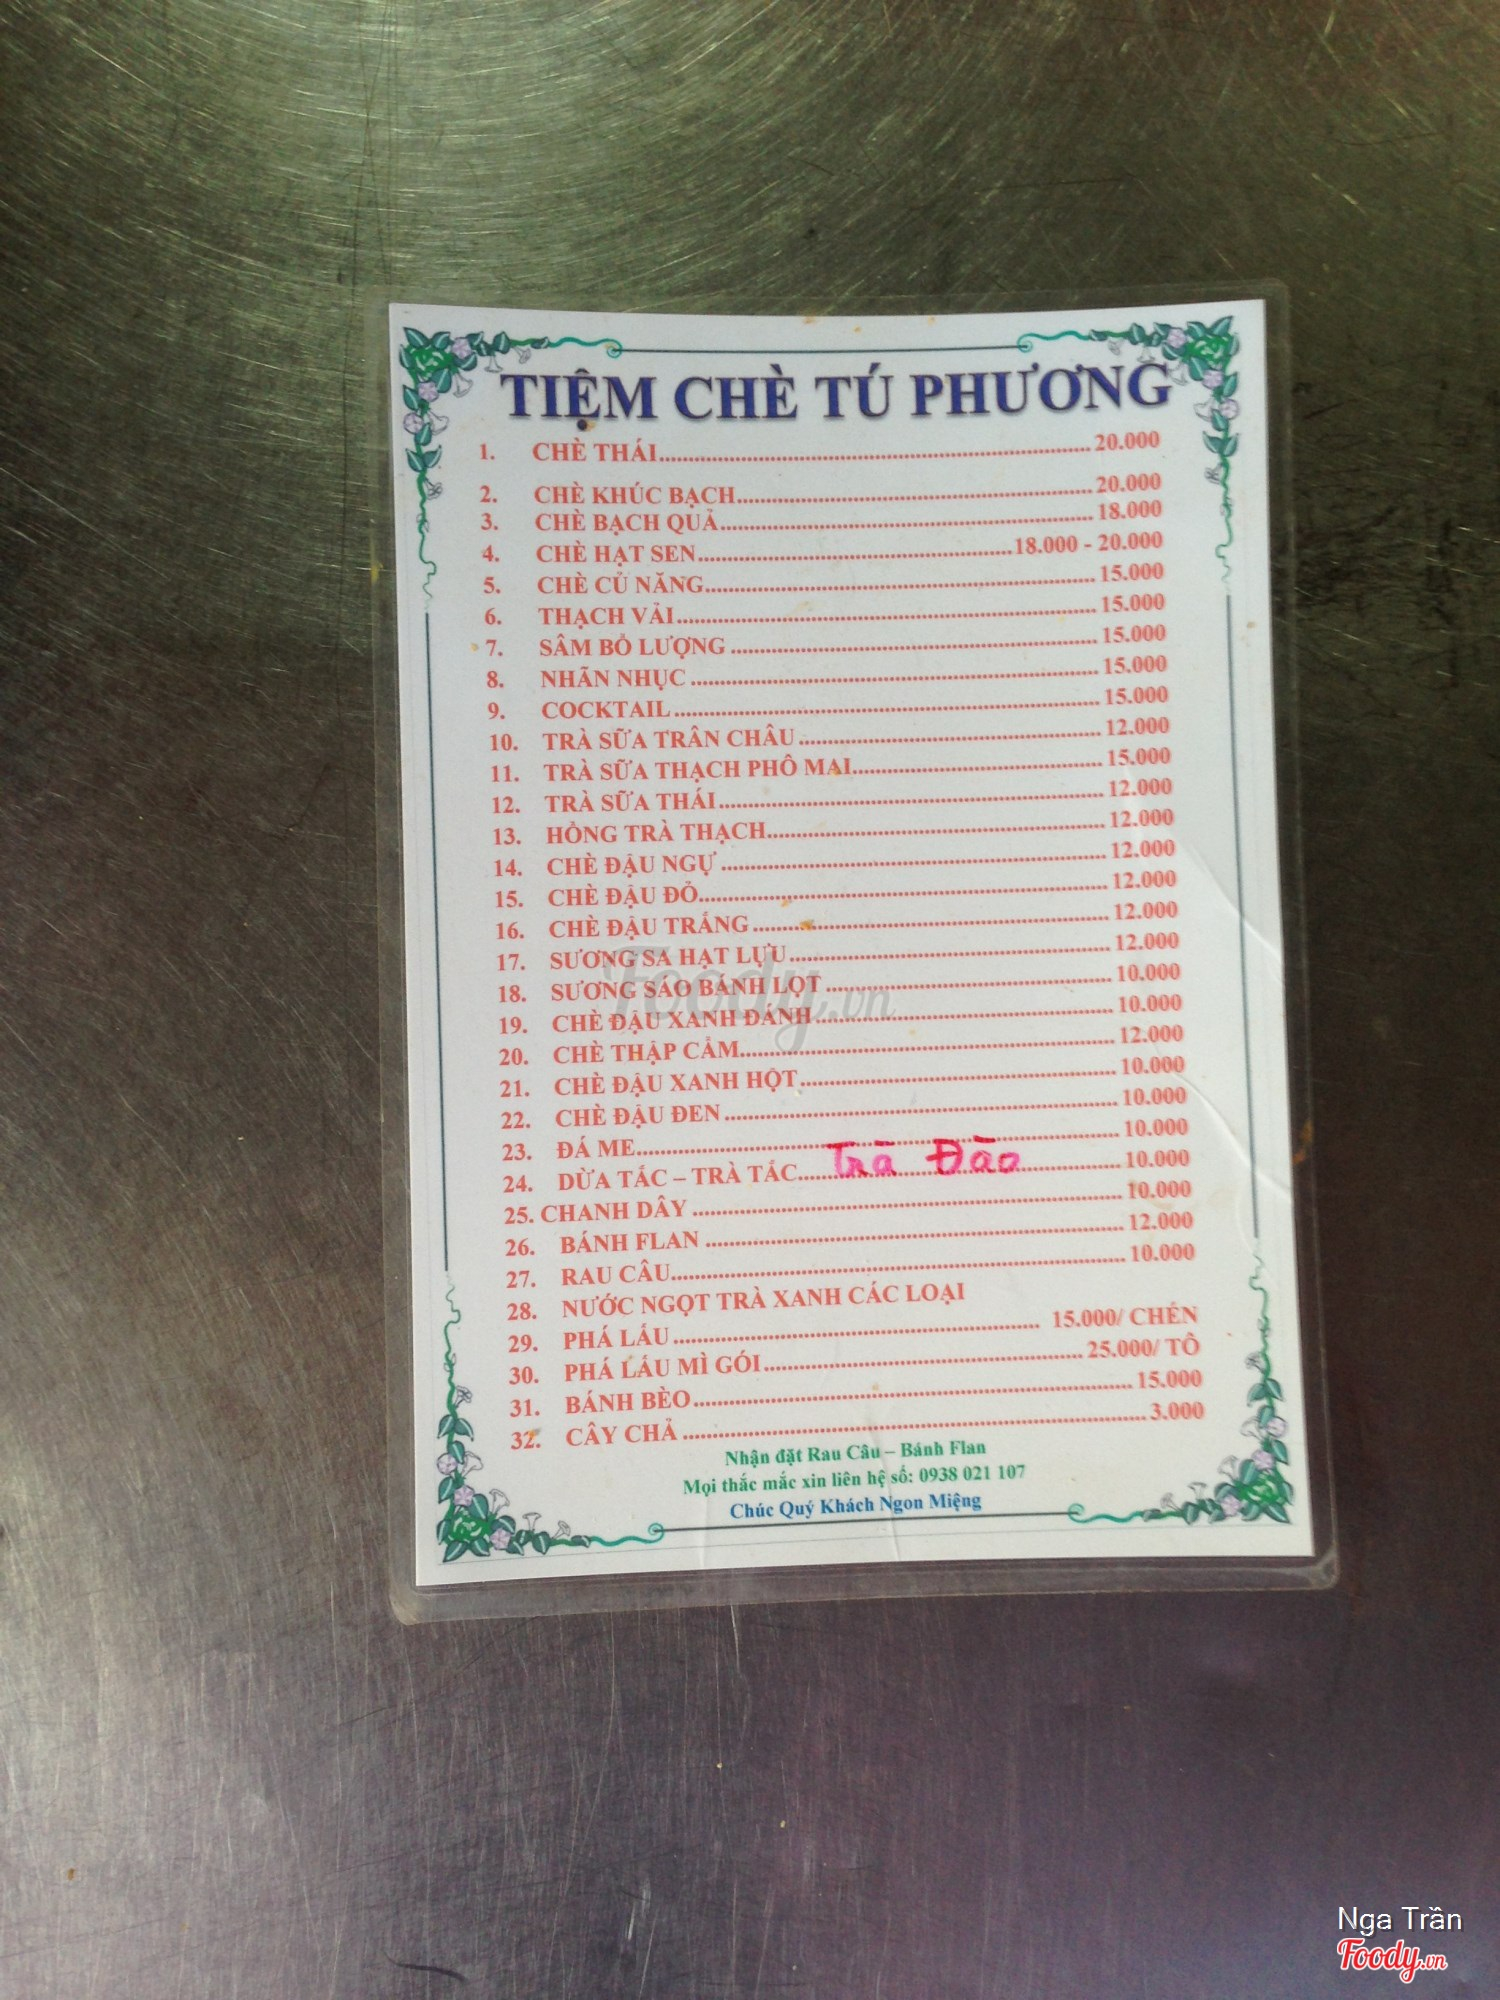 TIỆM CHÈ TÚ PHƯƠNG
1. CHÈ THÁI 20.000
2. CHÈ KHÚC BẠCH 20.000
3. CHÈ BẠCH QUẢ 18.000
4. CHÈ HẠT SEN 18.000 - 20.000
5. CHÈ CỦ NĂNG 15.000
6. THẠCH VẢI 15.000
7. SÂM BỔ LƯỢNG 15.000
8. NHÃN NHỤC 15.000
9. COCKTAIL 15.000
10. TRÀ SỮA TRÂN CHÂU 12.000
11. TRÀ SỮA THẠCH PHÔ MAI 15.000
12. TRÀ SỮA THÁI 12.000
13. HỒNG TRÀ THẠCH 12.000
14. CHÈ ĐẬU NGỰ 12.000
15. CHÈ ĐẬU ĐỎ 12.000
16. CHÈ ĐẬU TRẮNG 12.000
17. SƯƠNG SA HẠT LỰU 12.000
18. SƯƠNG SÁO BÁNH LỌT 10.000
19. CHÈ ĐẬU XANH ĐÁNH 10.000
20. CHÈ THẬP CẨM 12.000
21. CHÈ ĐẬU XANH HỘT 10.000
22. CHÈ ĐẬU ĐEN 10.000
23. ĐÁ ME 10.000
24. DỪA TẮC – TRÀ TẮC Trà Đào 10.000
25. CHANH DÂY 10.000
26. BÁNH FLAN 12.000
27. RAU CÂU 10.000
28. NƯỚC NGỌT TRÀ XANH CÁC LOẠI
29. PHÁ LẤU 15.000/ CHÉN
30. PHÁ LẤU MÌ GÓI 25.000/ TÔ
31. BÁNH BÈO 15.000
32. CÂY CHẢ 3.000
Nhận đặt Rau Câu – Bánh Flan
Mọi thắc mắc xin liên hệ số: 0938 021 107
Chúc Quý Khách Ngon Miệng
Foody.vn
Nga Trần
Foody.vn